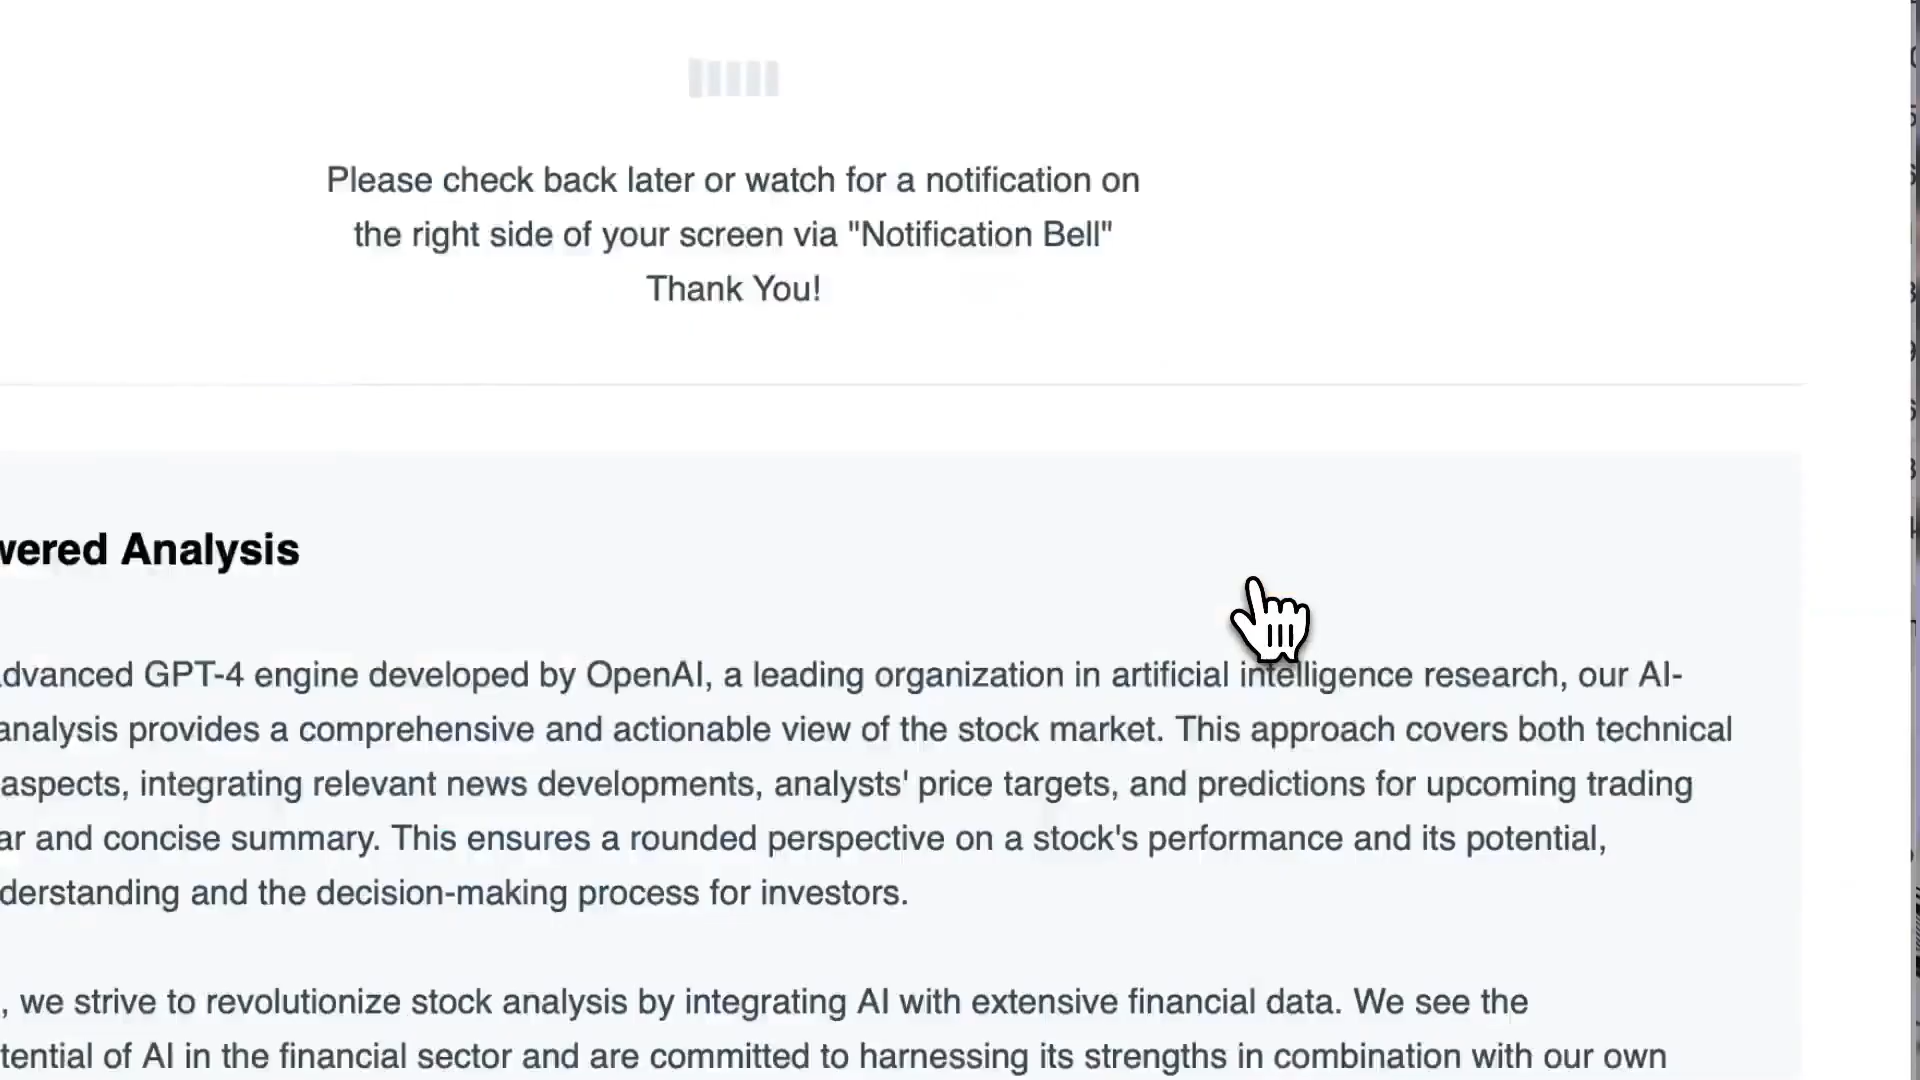 Please check back later or watch for a notification on
the right side of your screen via "Notification Bell"
Thank You!
wered Analysis
dvanced GPT-4 engine developed by OpenAI, a leading organization in artificial intelligence research, our AI-
analysis provides a comprehensive and actionable view of the stock market. This approach covers both technical
aspects, integrating relevant news developments, analysts' price targets, and predictions for upcoming trading
ar and concise summary. This ensures a rounded perspective on a stock's performance and its potential,
derstanding and the decision-making process for investors.
, we strive to revolutionize stock analysis by integrating AI with extensive financial data. We see the
tential of AI in the financial sector and are committed to harnessing its strengths in combination with our own